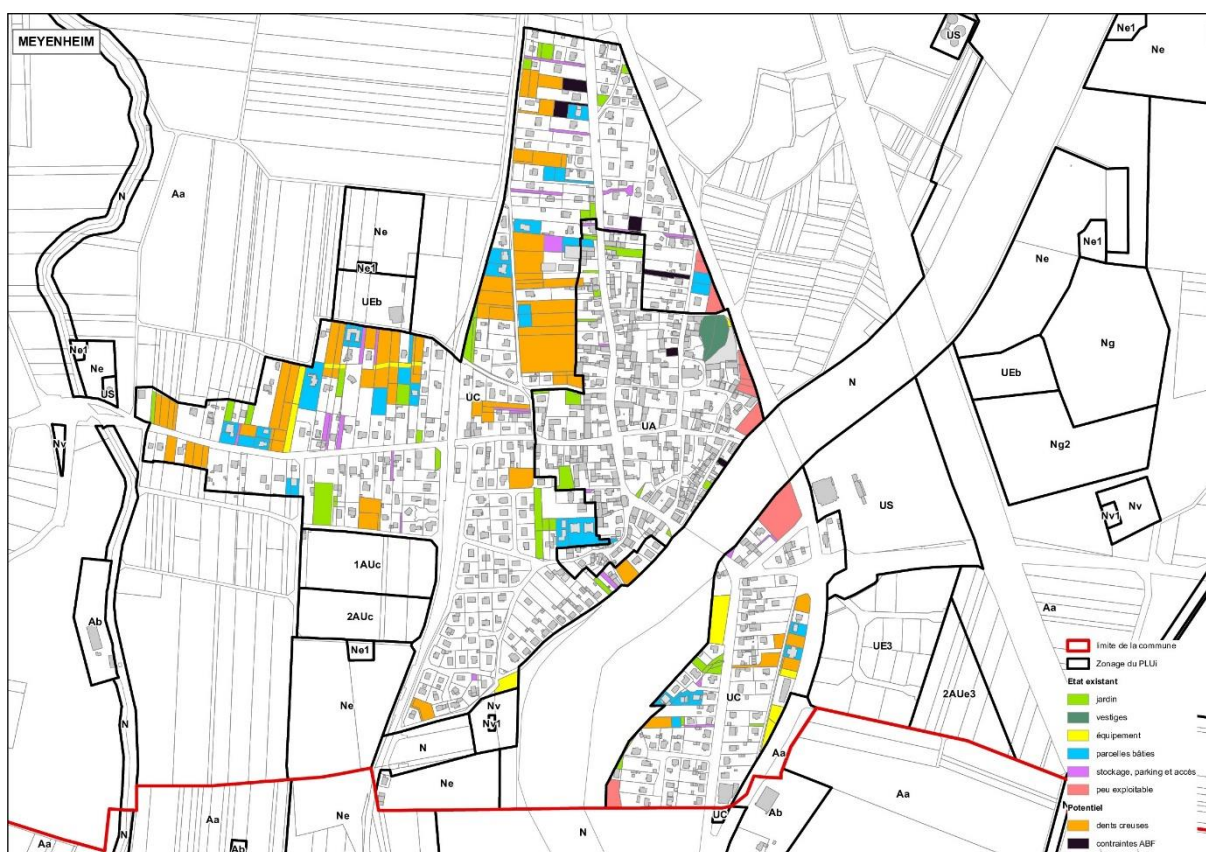 MEYENHEIM
US
Ne1
Ne
N
Aa
Ne
Ne1
UEb
Ne1
Ne
Ne1
Ne
US
N
Ng
UEb
UC
UA
Nv
Ng2
US
Nv
Nv1
1AUc
2AUc
Ab
UE3
Aa
Ne1
2AUe3
Ne
UC
Nv
Nv1
N
N
Aa
Ne
Aa
Ne
Aa
UC
Ab
N
N
Aa
Ab
limite de la commune
Zonage du PLUi
Etat existant
jardin
vestiges
équipement
parcelles bâties
stockage, parking et accès
peu exploitable
Potentiel
dents creuses
contraintes ABF